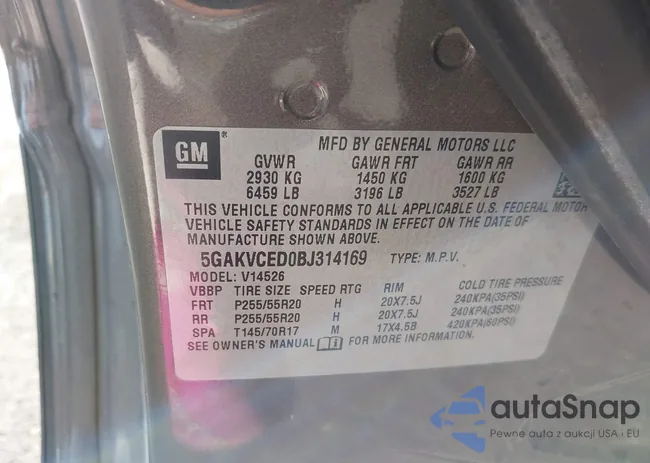 GM ® MFD BY GENERAL MOTORS LLC
GVWR GAWR FRT GAWR RR
2930 KG 1450 KG 1600 KG
6459 LB 3196 LB 3527 LB
THIS VEHICLE CONFORMS TO ALL APPLICABLE U.S. FEDERAL MOTOR
VEHICLE SAFETY STANDARDS IN EFFECT ON THE DATE OF
MANUFACTURE SHOWN ABOVE.
5GAKVCED0BJ314169 TYPE: M.P.V.
MODEL: V14526
VBBP TIRE SIZE SPEED RTG RIM COLD TIRE PRESSURE
FRT P255/55R20 H 20X7.5J 240KPA(35PSI)
RR P255/55R20 H 20X7.5J 240KPA(35PSI)
SPA T145/70R17 M 17X4.5B 420KPA(60PSI)
SEE OWNER'S MANUAL FOR MORE INFORMATION.
autaSnap
Pewne auta z aukcji USA i EU